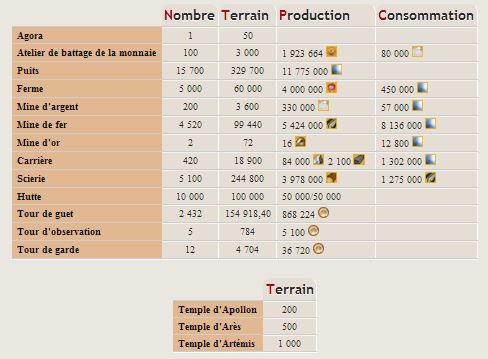 Nombre Terrain Production Consommation
Agora 1 50
Atelier de battage de la monnaie 100 3 000 1 923 664 80 000
Puits 15 700 329 700 11 775 000
Ferme 5 000 60 000 4 000 000 450 000
Mine d'argent 200 3 600 330 000 57 000
Mine de fer 4 520 99 440 5 424 000 8 136 000
Mine d'or 2 72 16 12 800
Carrière 420 18 900 84 000 2 100 1 302 000
Scierie 5 100 244 800 3 978 000 1 275 000
Hutte 10 000 100 000 50 000/50 000
Tour de guet 2 432 154 918,40 868 224
Tour d'observation 5 784 5 100
Tour de garde 12 4 704 36 720
Terrain
Temple d'Apollon 200
Temple d'Arès 500
Temple d'Artémis 1 000